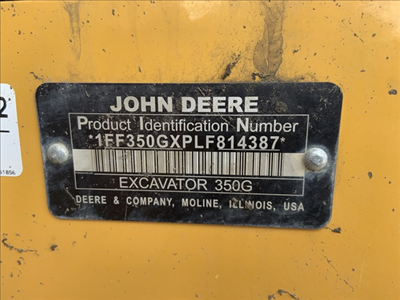 JOHN DEERE
Product Identification Number
*1FF350GXPLF814387*
EXCAVATOR 350G
DEERE & COMPANY, MOLINE, ILLINOIS, USA